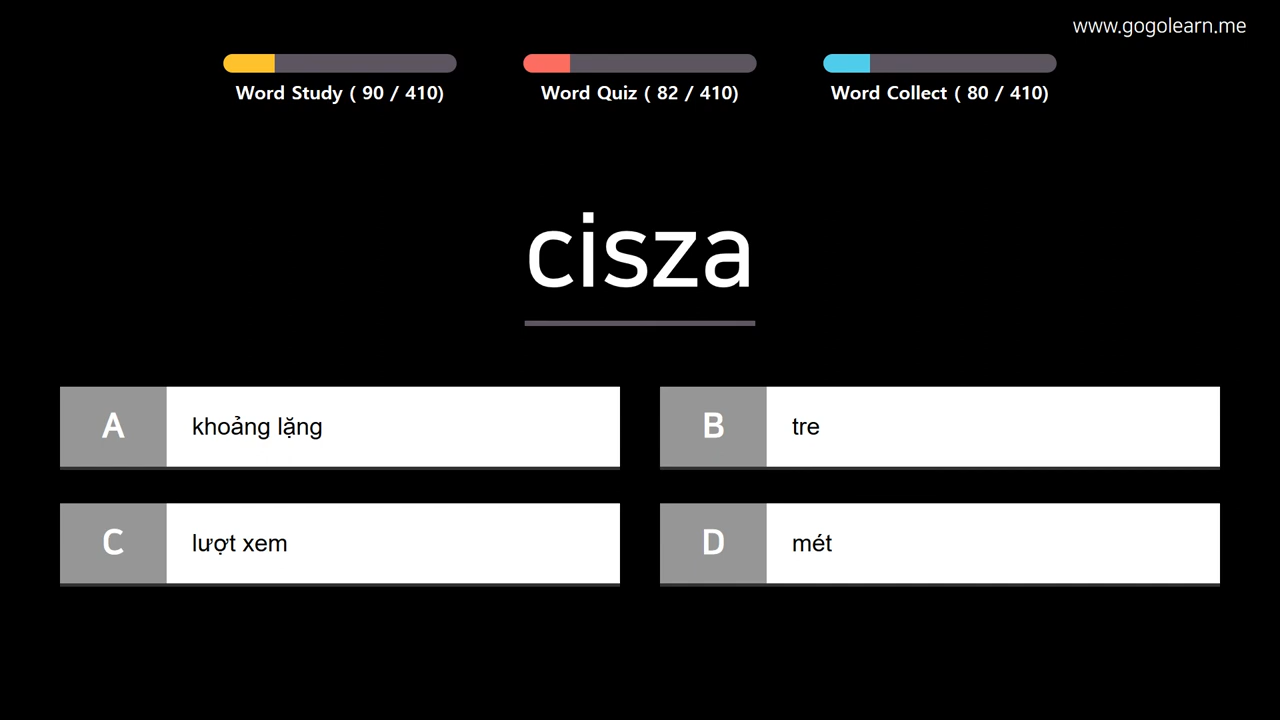 www.gogolearn.me
Word Study ( 90 / 410)
Word Quiz ( 82 / 410)
Word Collect ( 80 / 410)
cisza
A
khoảng lặng
B
tre
C
lượt xem
D
mét